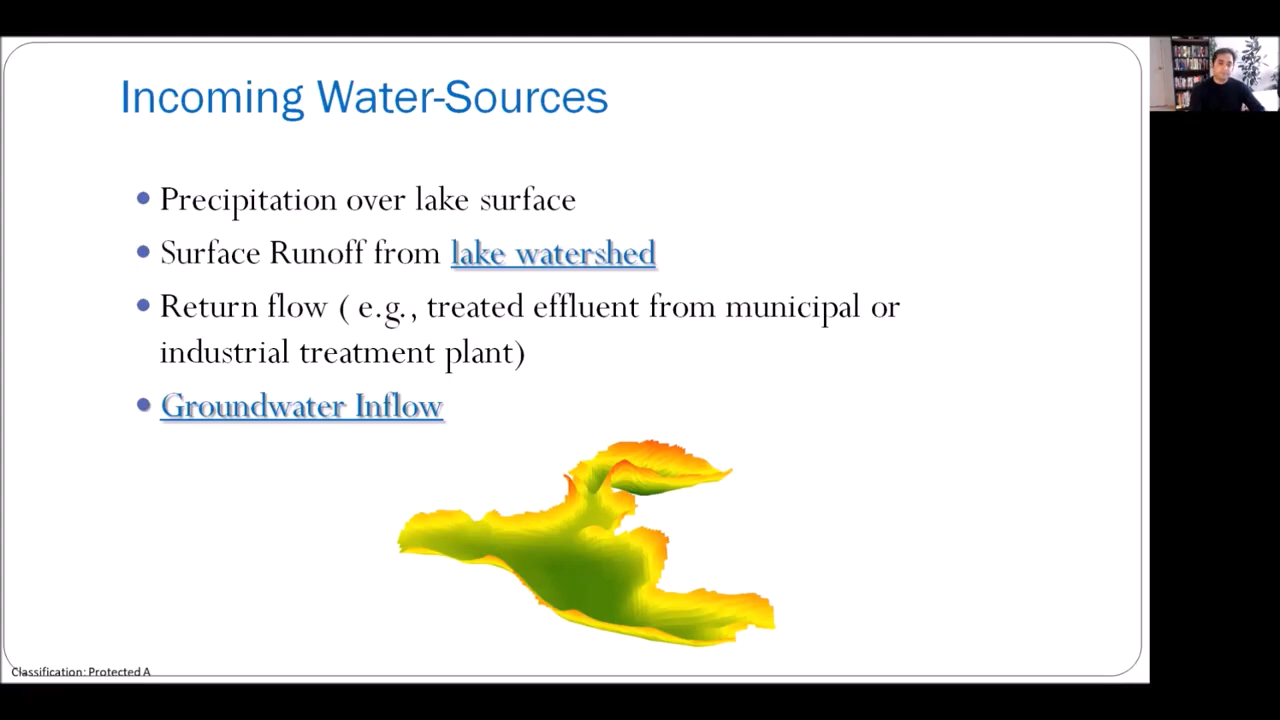 Incoming Water-Sources
Precipitation over lake surface
Surface Runoff from lake watershed
Return flow ( e.g., treated effluent from municipal or
industrial treatment plant)
Groundwater Inflow
Classification: Protected A